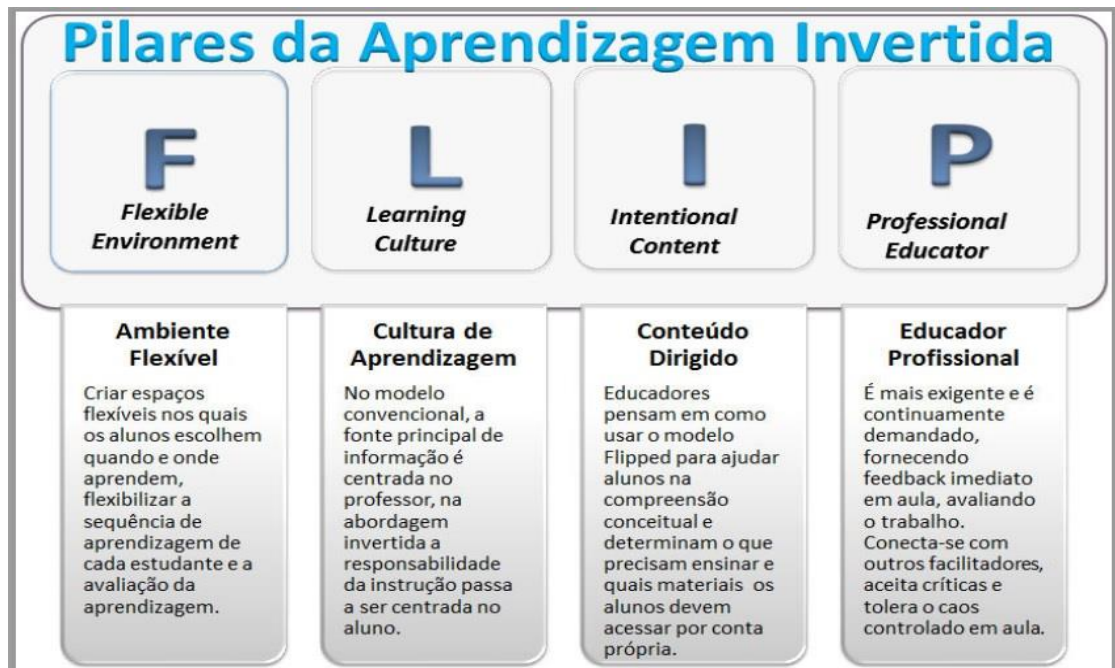 Pilares da Aprendizagem Invertida
F
Flexible
Environment
L
Learning
Culture
I
Intentional
Content
P
Professional
Educator
Ambiente
Flexível
Criar espaços
flexíveis nos quais
os alunos escolhem
quando e onde
aprendem,
flexibilizar a
sequência de
aprendizagem de
cada estudante e a
avaliação da
aprendizagem.
Cultura de
Aprendizagem
No modelo
convencional, a
fonte principal de
informação é
centrada no
professor, na
abordagem
invertida a
responsabilidade
da instrução passa
a ser centrada no
aluno.
Conteúdo
Dirigido
Educadores
pensam em como
usar o modelo
Flipped para ajudar
alunos na
compreensão
conceitual e
determinam o que
precisam ensinar e
quais materiais os
alunos devem
acessar por conta
própria.
Educador
Profissional
É mais exigente e é
continuamente
demandado,
fornecendo
feedback imediato
em aula, avaliando
o trabalho.
Conecta-se com
outros facilitadores,
aceita críticas e
tolera o caos
controlado em aula.